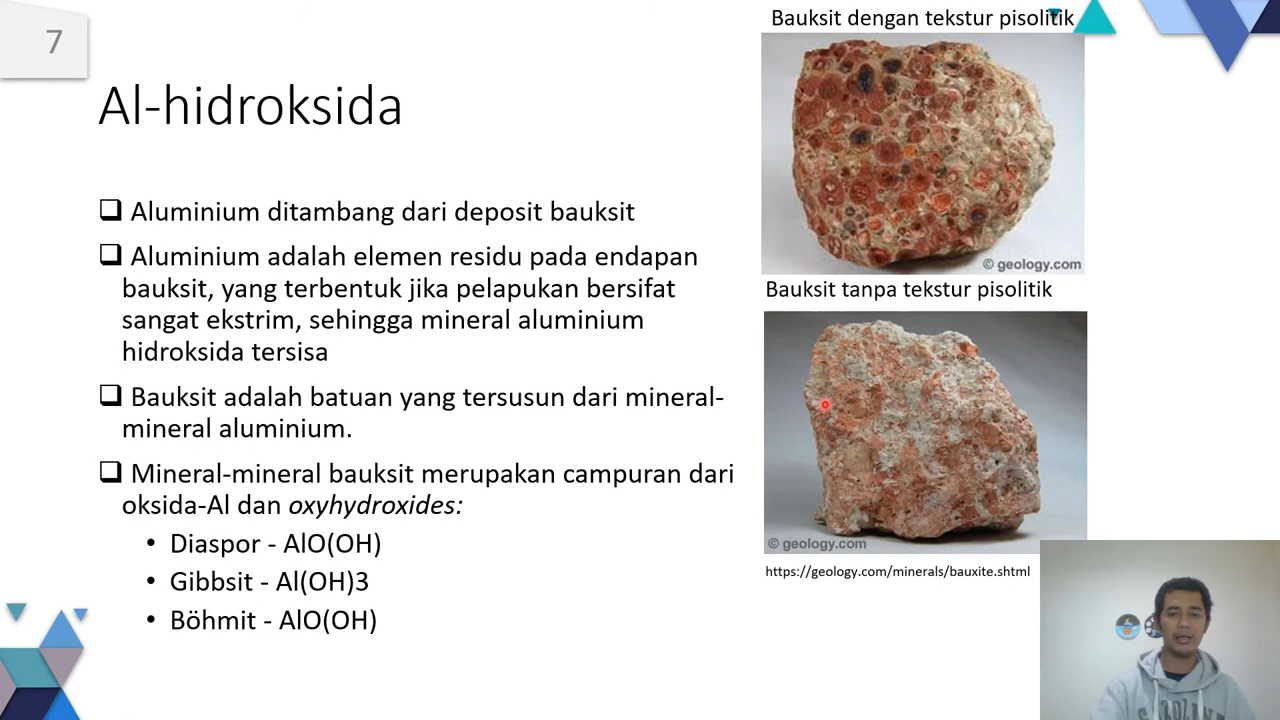 7
Al-hidroksida
❑ Aluminium ditambang dari deposit bauksit
❑ Aluminium adalah elemen residu pada endapan
bauksit, yang terbentuk jika pelapukan bersifat
sangat ekstrim, sehingga mineral aluminium
hidroksida tersisa
❑ Bauksit adalah batuan yang tersusun dari mineral-
mineral aluminium.
❑ Mineral-mineral bauksit merupakan campuran dari
oksida-Al dan oxyhydroxides:
• Diaspor - AlO(OH)
• Gibbsit - Al(OH)3
• Böhmit - AlO(OH)
Bauksit dengan tekstur pisolitik
© geology.com
Bauksit tanpa tekstur pisolitik
© geology.com
https://geology.com/minerals/bauxite.shtml